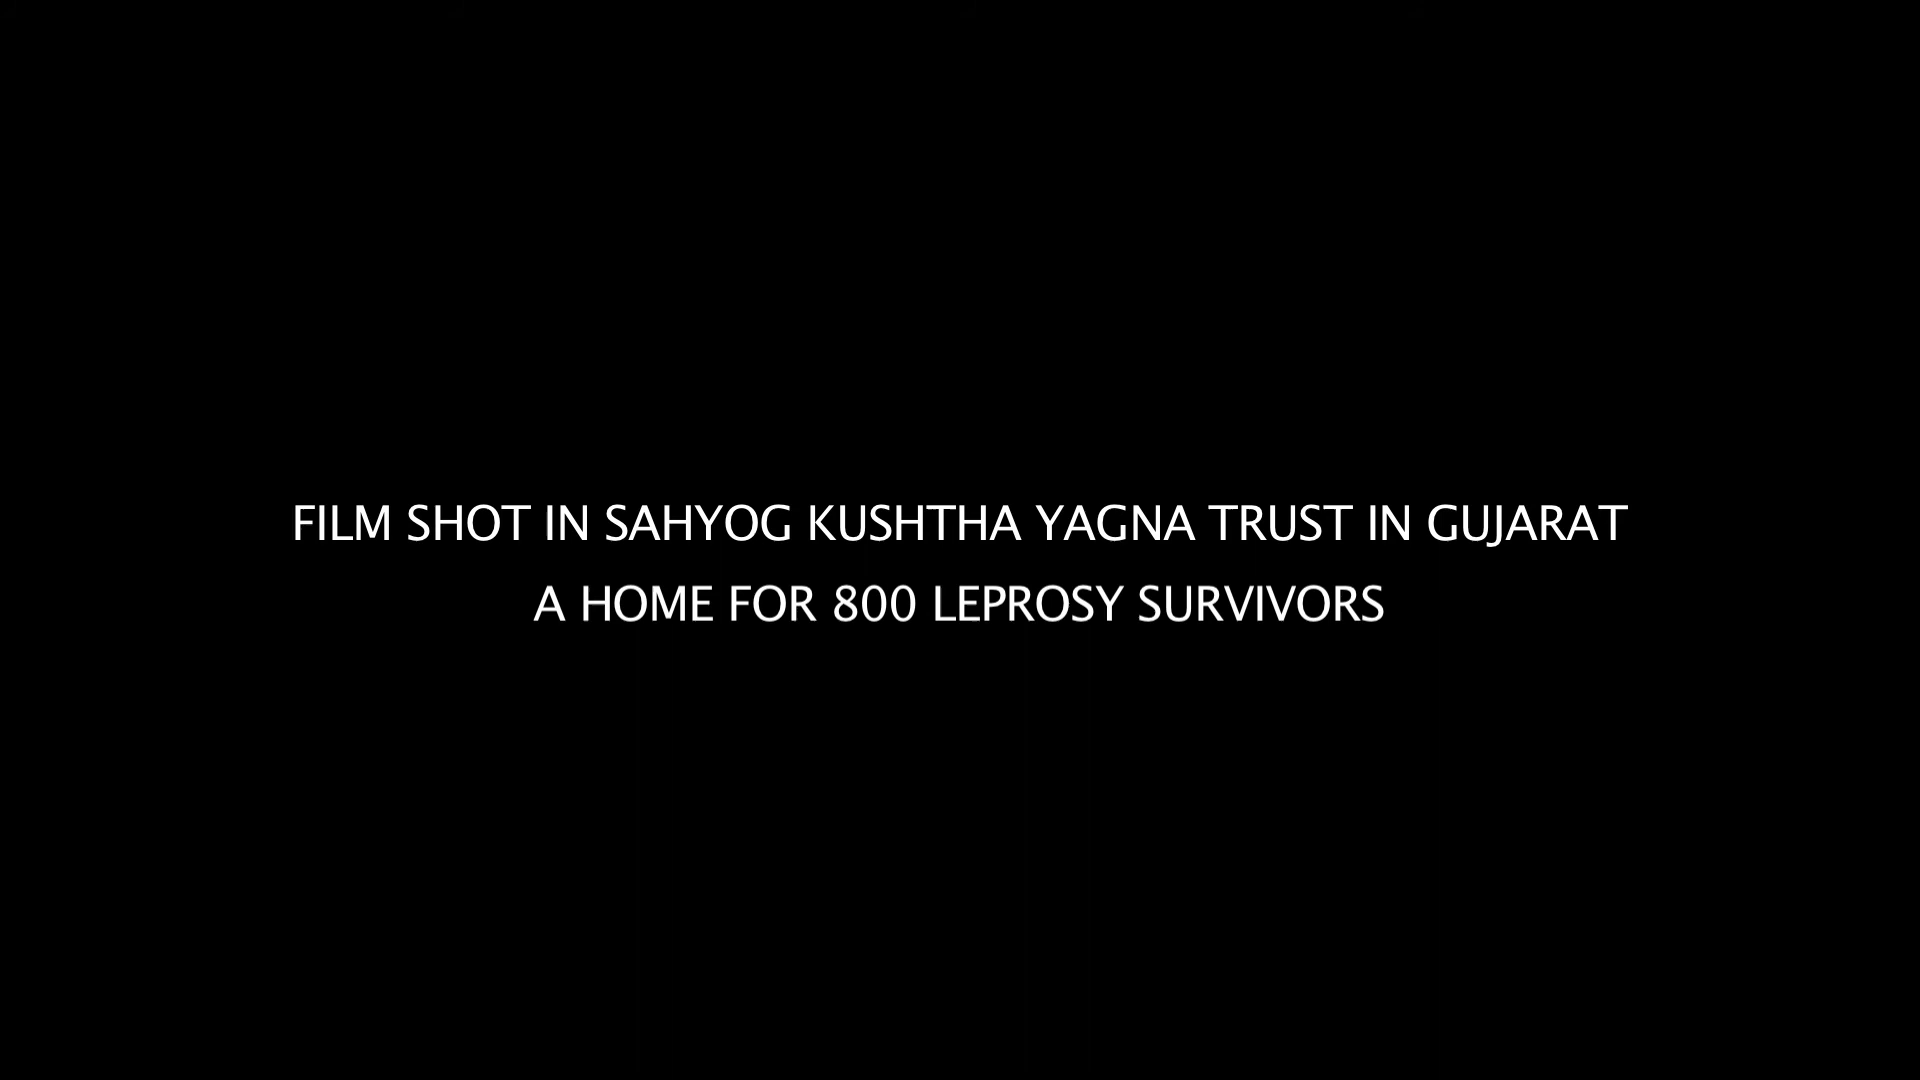 FILM SHOT IN SAHYOG KUSHTHA YAGNA TRUST IN GUJARAT
A HOME FOR 800 LEPROSY SURVIVORS